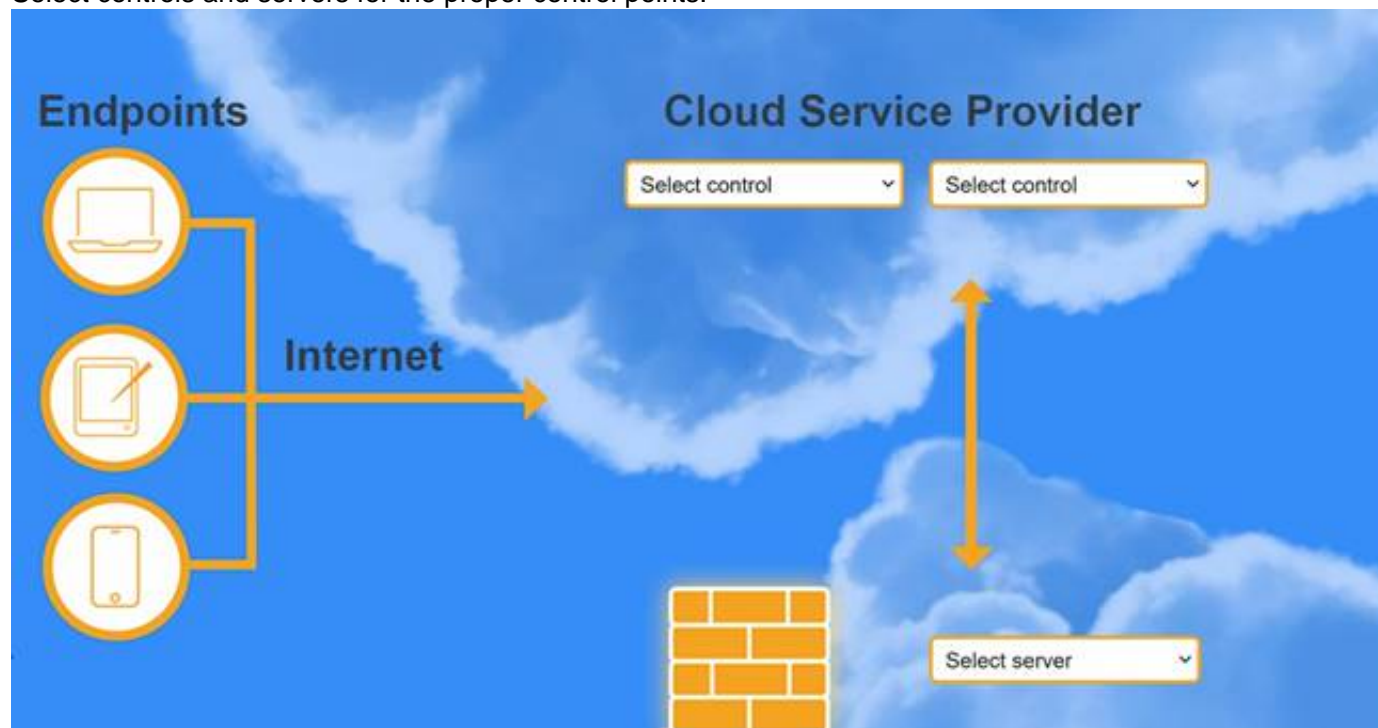 Select controls and servers for the proper control points.
Endpoints
Cloud Service Provider
Select control
Select control
Internet
Select server